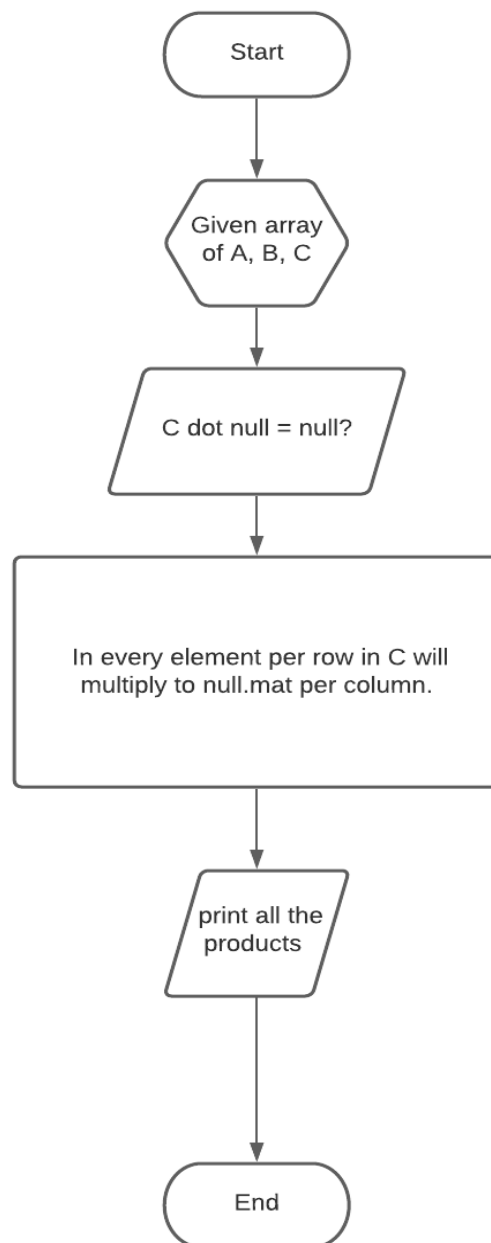 Start
Given array
of A, B, C
C dot null = null?
In every element per row in C will
multiply to null.mat per column.
print all the
products
End